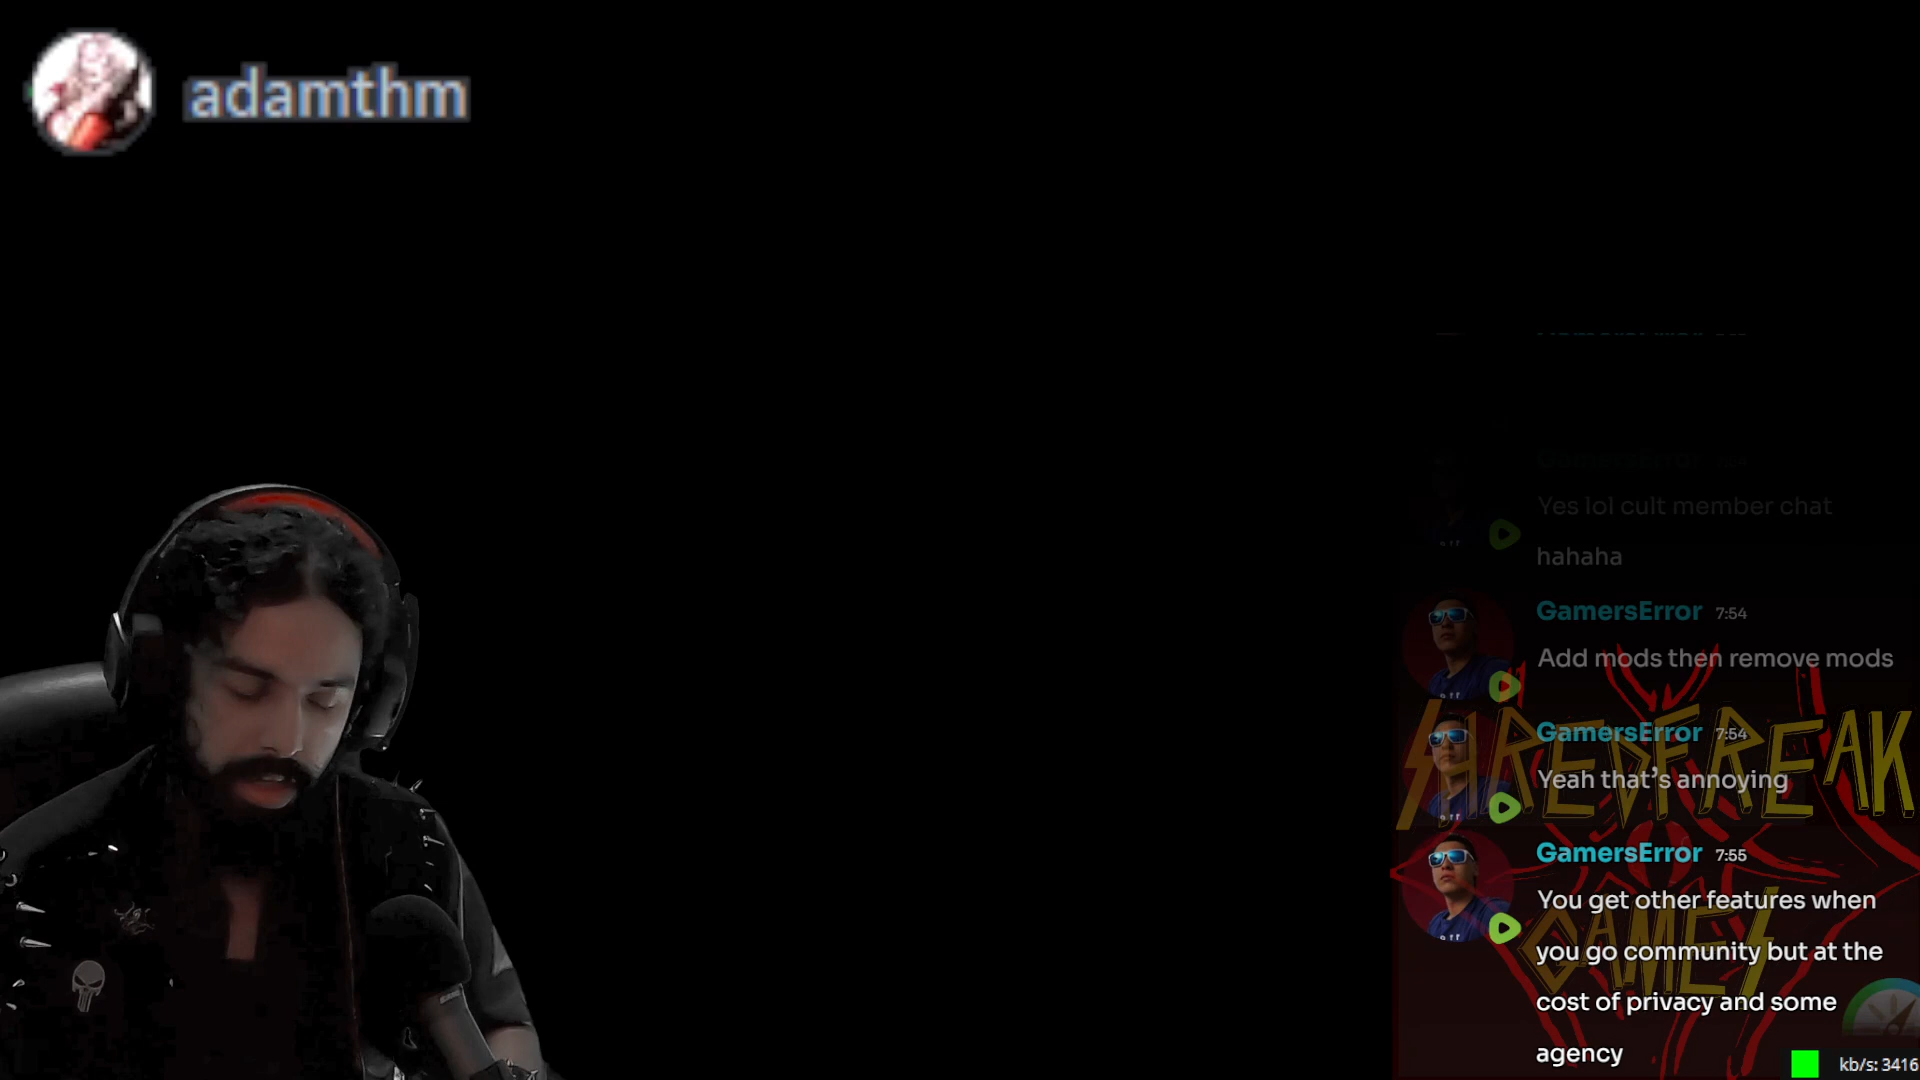 adamthm
Yes lol cult member chat
hahaha
GamersError 7:54
Add mods then remove mods
GamersError 7:54
Yeah that's annoying
GamersError 7:55
You get other features when
you go community but at the
cost of privacy and some
agency
SHREDFREAK
GAMES
kb/s: 3416